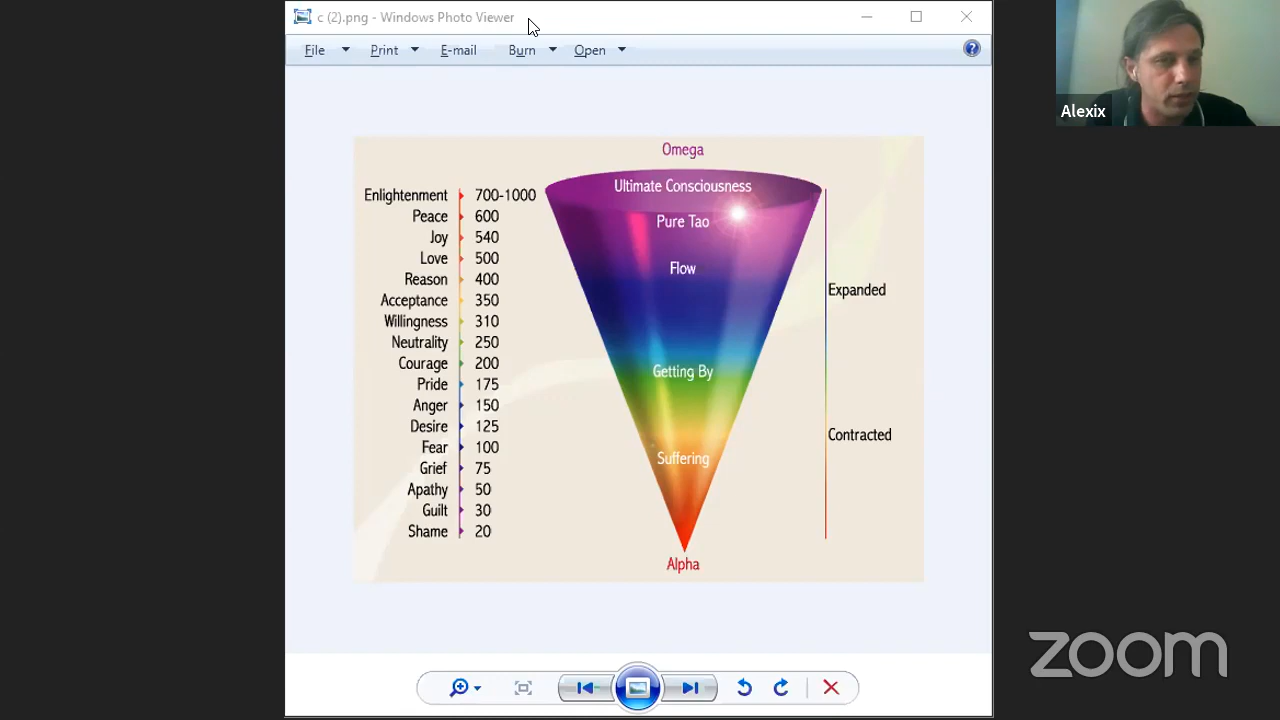 c (2).png - Windows Photo Viewer
File Print E-mail Burn Open
Alexix
Omega
Enlightenment 700-1000
Peace 600
Joy 540
Love 500
Reason 400
Acceptance 350
Willingness 310
Neutrality 250
Courage 200
Pride 175
Anger 150
Desire 125
Fear 100
Grief 75
Apathy 50
Guilt 30
Shame 20
Ultimate Consciousness
Pure Tao
Flow
Getting By
Suffering
Alpha
Expanded
Contracted
zoom